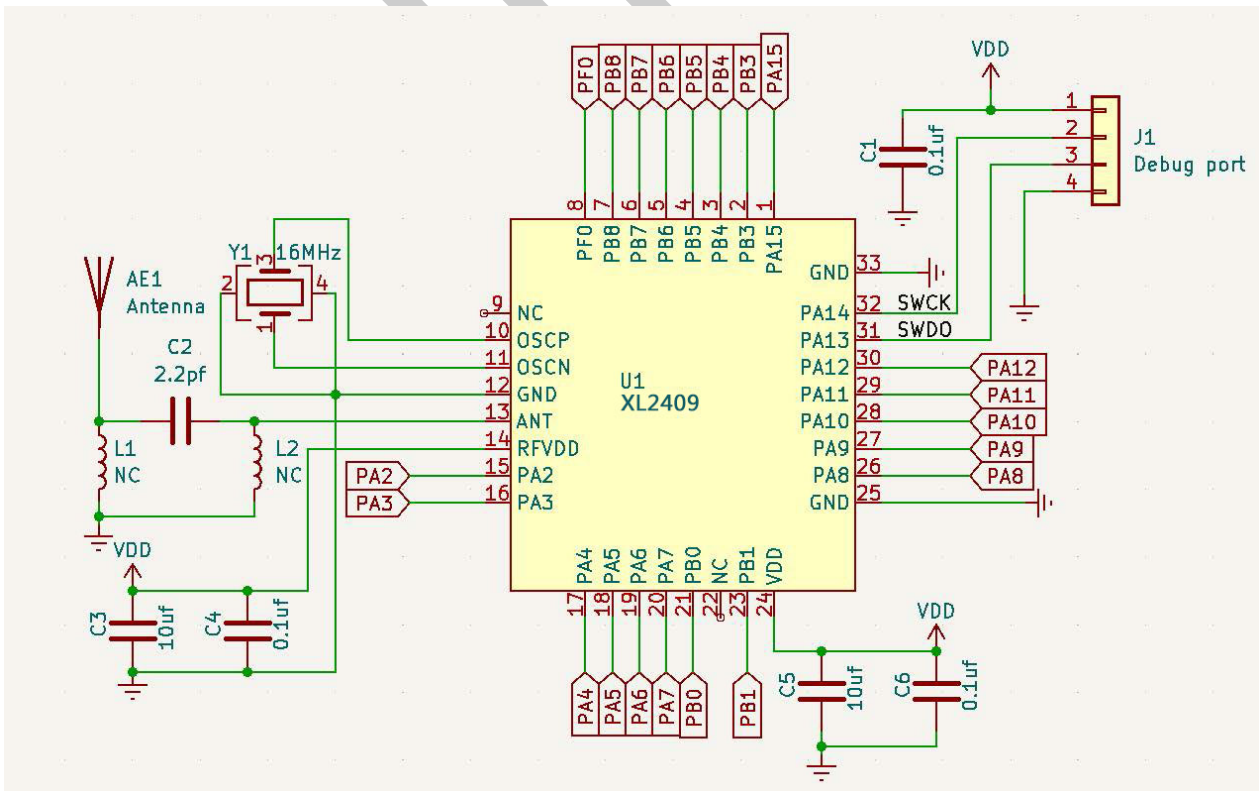 PF0
PB8
PB7
PB6
PB5
PB4
PB3
PA15
8
7
6
5
4
3
2
1
PF0
PB8
PB7
PB6
PB5
PB4
PB3
PA15
VDD
C1
0.1uf
1
2
3
4
J1
Debug port
Y1
16MHz
3
2
4
1
AE1
Antenna
C2
2.2pf
L1
NC
L2
NC
9 NC
10 OSCP
11 OSCN
12 GND
13 ANT
14 RFVDD
15 PA2
16 PA3
PA2
PA3
U1
XL2409
GND 33
PA14 32 SWCK
PA13 31 SWDO
PA12 30 PA12
PA11 29 PA11
PA10 28 PA10
PA9 27 PA9
PA8 26 PA8
GND 25
VDD
C3
10uf
C4
0.1uf
PA4
PA5
PA6
PA7
PB0
NC
PB1
VDD
17
18
19
20
21
22
23
24
PA4
PA5
PA6
PA7
PB0
PB1
VDD
C5
10uf
C6
0.1uf